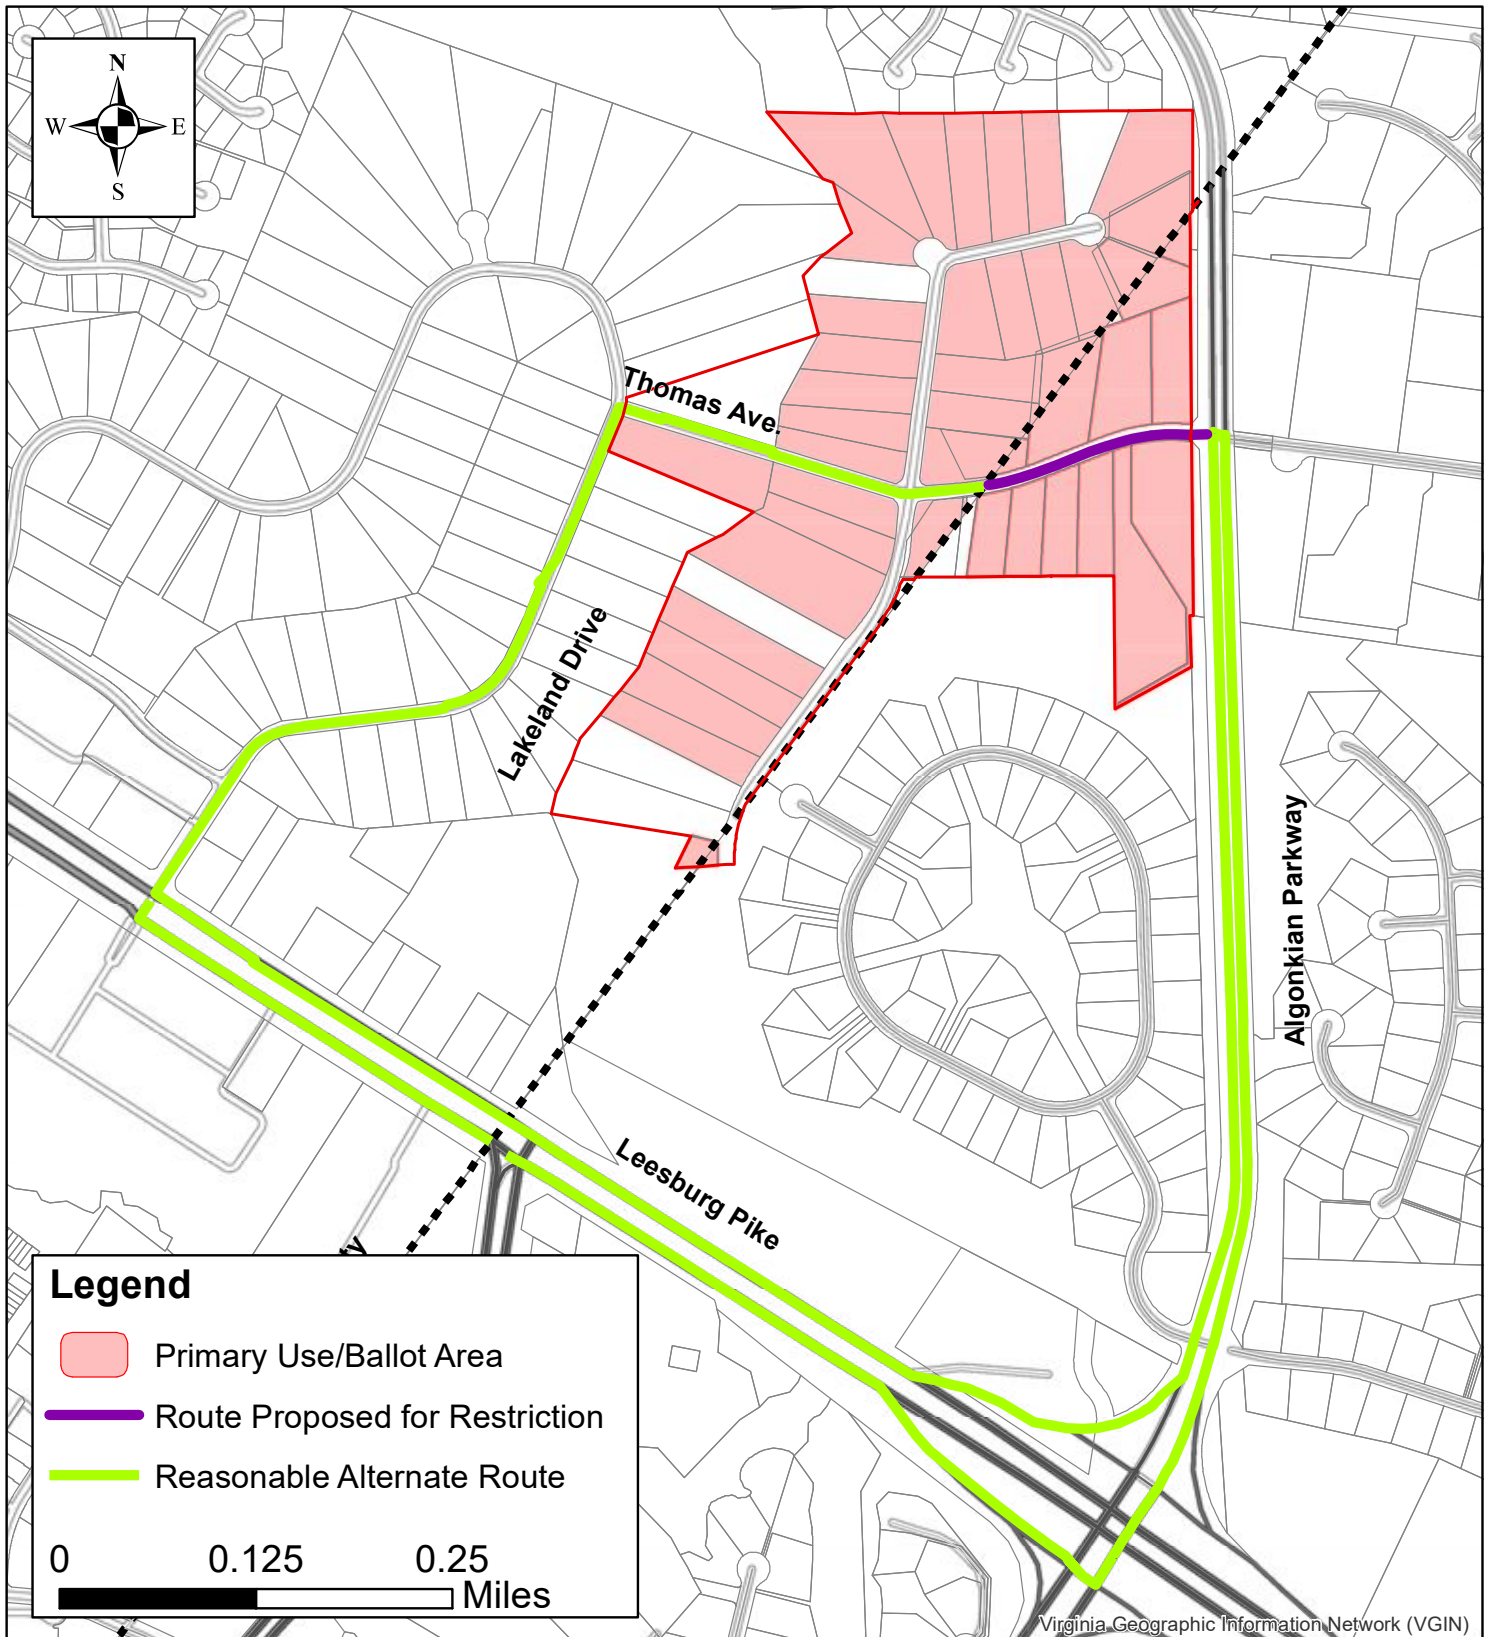 N
W E
S
Thomas Ave.
Lakeland Drive
Algonkian Parkway
Leesburg Pike
ty
Legend
Primary Use/Ballot Area
Route Proposed for Restriction
Reasonable Alternate Route
0 0.125 0.25
Miles
Virginia Geographic Information Network (VGIN)